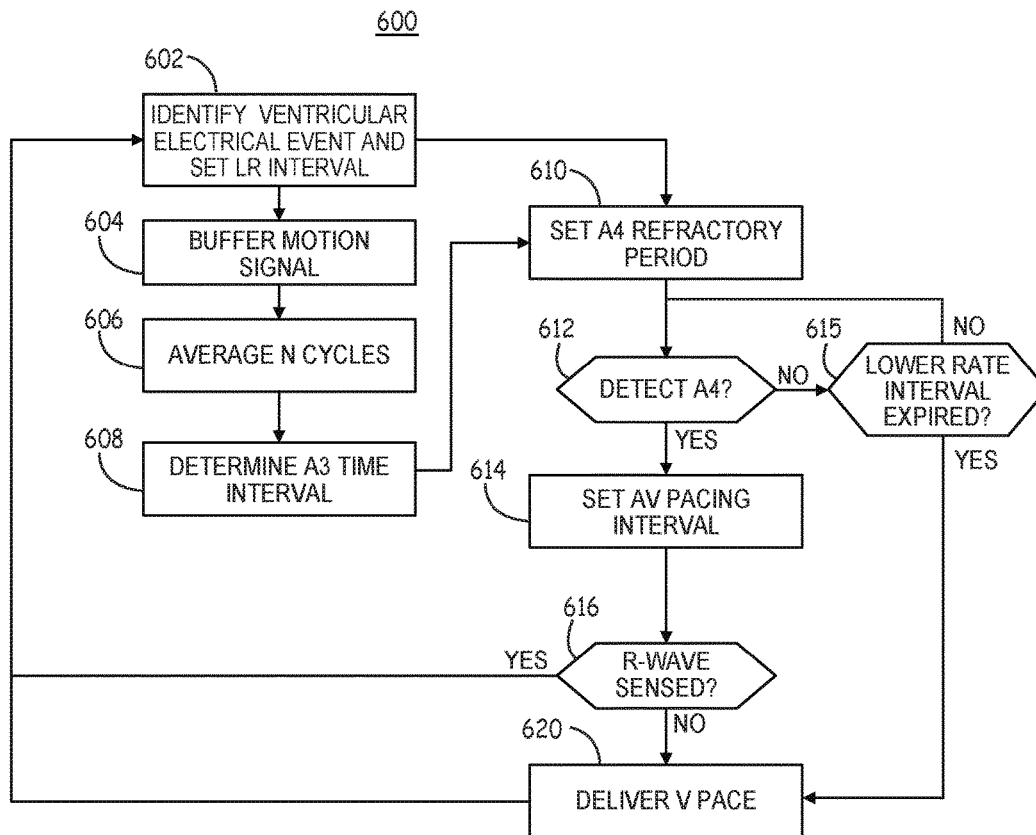 600
602
IDENTIFY VENTRICULAR
ELECTRICAL EVENT AND
SET LR INTERVAL
604
BUFFER MOTION
SIGNAL
606
AVERAGE N CYCLES
608
DETERMINE A3 TIME
INTERVAL
610
SET A4 REFRACTORY
PERIOD
612
DETECT A4?
NO
YES
615
NO
LOWER RATE
INTERVAL
EXPIRED?
YES
614
SET AV PACING
INTERVAL
616
YES
R-WAVE
SENSED?
NO
620
DELIVER V PACE